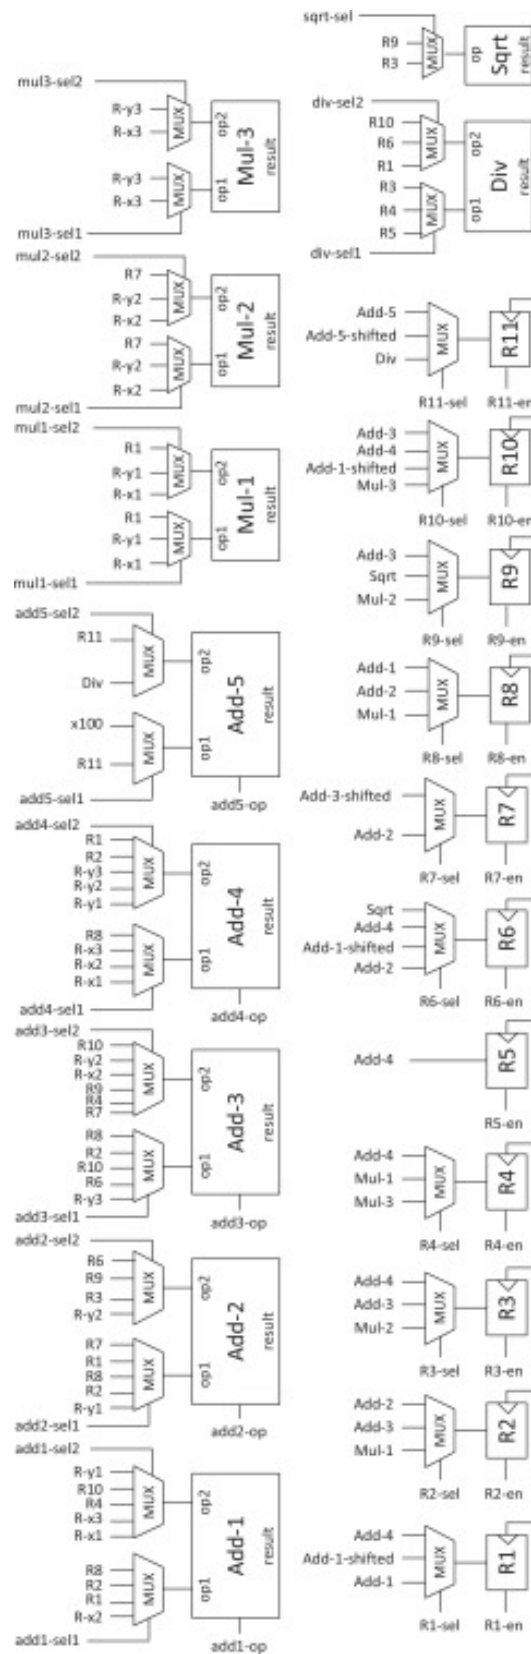 mul3-sel2
R-y3
R-x3
MUX
op2
R-y3
R-x3
MUX
op1
Mul-3
result
mul3-sel1
mul2-sel2
R7
R-y2
R-x2
MUX
op2
R7
R-y2
R-x2
MUX
op1
Mul-2
result
mul2-sel1
mul1-sel2
R1
R-y1
R-x1
MUX
op2
R1
R-y1
R-x1
MUX
op1
Mul-1
result
mul1-sel1
add5-sel2
R11
Div
MUX
op2
x100
R11
MUX
op1
Add-5
result
add5-sel1
add5-op
add4-sel2
R1
R2
R-y3
R-y2
R-y1
MUX
op2
R8
R-x3
R-x2
R-x1
MUX
op1
Add-4
result
add4-sel1
add4-op
add3-sel2
R10
R-y2
R-x2
R9
R4
R7
MUX
op2
R8
R2
R10
R6
R-y3
MUX
op1
Add-3
result
add3-sel1
add3-op
add2-sel2
R6
R9
R3
R-y2
MUX
op2
R7
R1
R8
R2
R-y1
MUX
op1
Add-2
result
add2-sel1
add2-op
add1-sel2
R-y1
R10
R4
R-x3
R-x1
MUX
op2
R8
R2
R1
R-x2
MUX
op1
Add-1
result
add1-sel1
add1-op
sqrt-sel
R9
R3
MUX
op
Sqrt
result
div-sel2
R10
R6
R1
MUX
op2
R3
R4
R5
MUX
op1
Div
result
div-sel1
Add-5
Add-5-shifted
Div
MUX
R11
R11-sel
R11-en
Add-3
Add-4
Add-1-shifted
Mul-3
MUX
R10
R10-sel
R10-en
Add-3
Sqrt
Mul-2
MUX
R9
R9-sel
R9-en
Add-1
Add-2
Mul-1
MUX
R8
R8-sel
R8-en
Add-3-shifted
Add-2
MUX
R7
R7-sel
R7-en
Sqrt
Add-4
Add-1-shifted
Add-2
MUX
R6
R6-sel
R6-en
Add-4
R5
R5-en
Add-4
Mul-1
Mul-3
MUX
R4
R4-sel
R4-en
Add-4
Add-3
Mul-2
MUX
R3
R3-sel
R3-en
Add-2
Add-3
Mul-1
MUX
R2
R2-sel
R2-en
Add-4
Add-1-shifted
Add-1
MUX
R1
R1-sel
R1-en